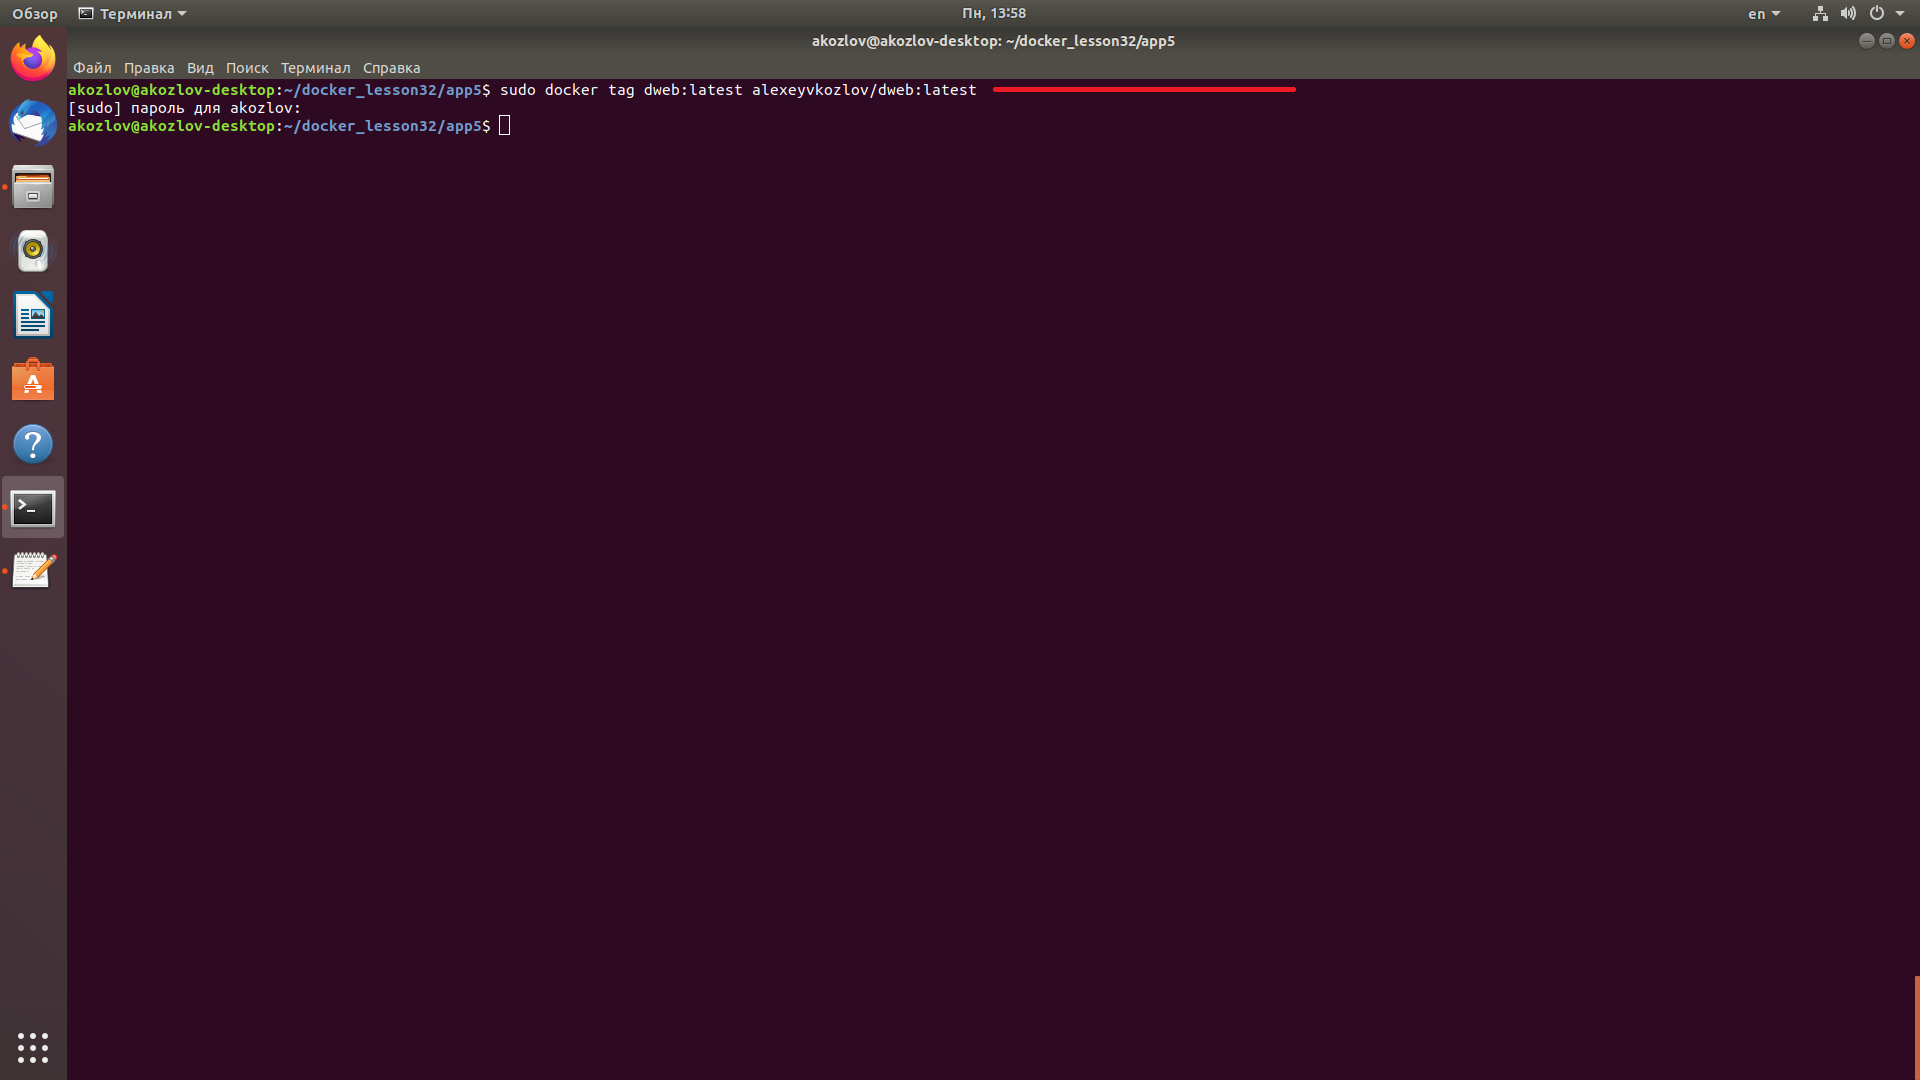 Обзор Терминал Пн, 13:58 en
akozlov@akozlov-desktop: ~/docker_lesson32/app5
Файл Правка Вид Поиск Терминал Справка
akozlov@akozlov-desktop:~/docker_lesson32/app5$ sudo docker tag dweb:latest alexeyvkozlov/dweb:latest
[sudo] пароль для akozlov:
akozlov@akozlov-desktop:~/docker_lesson32/app5$